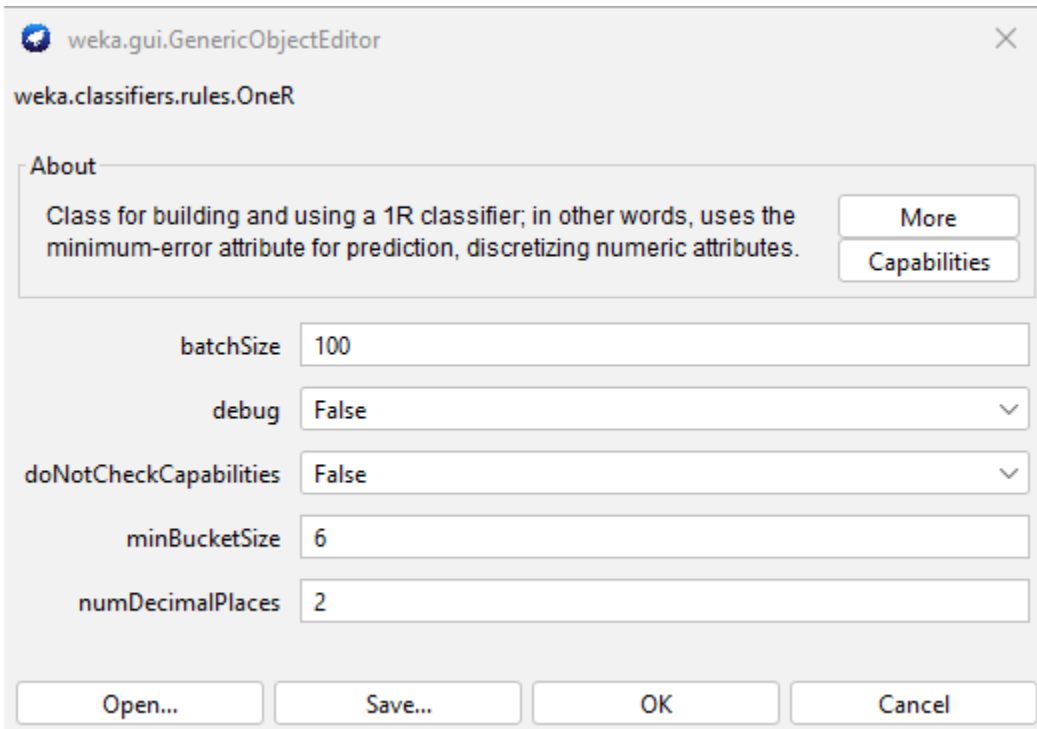 weka.gui.GenericObjectEditor
weka.classifiers.rules.OneR
About
Class for building and using a 1R classifier; in other words, uses the
minimum-error attribute for prediction, discretizing numeric attributes.
More
Capabilities
batchSize 100
debug False
doNotCheckCapabilities False
minBucketSize 6
numDecimalPlaces 2
Open... Save... OK Cancel